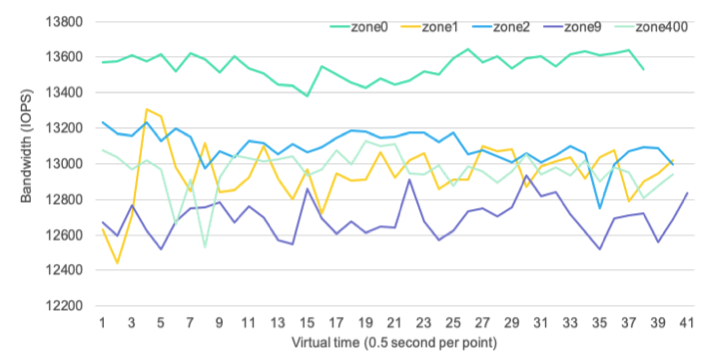 13800
zone0 zone1 zone2 zone9 zone400
13600
13400
13200
13000
12800
12600
12400
12200
Bandwidth (IOPS)
1 3 5 7 9 11 13 15 17 19 21 23 25 27 29 31 33 35 37 39 41
Virtual time (0.5 second per point)